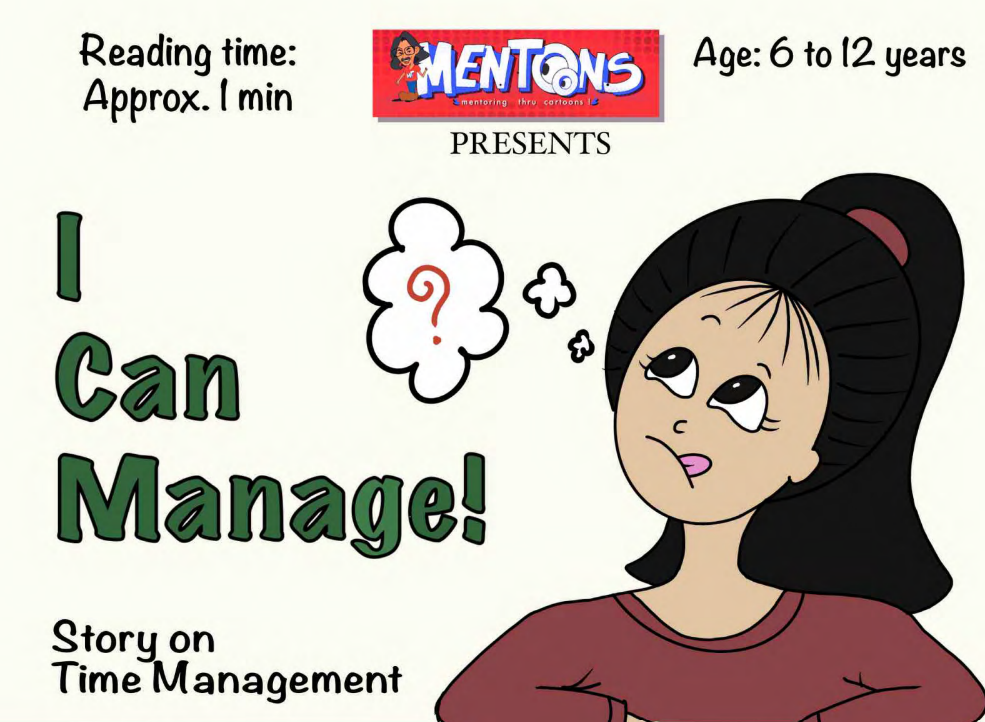 Reading time:
Approx. 1 min
MENTOONS
mentoring thru cartoons !
PRESENTS
Age: 6 to 12 years
I
Can
Manage!
?
Story on
Time Management